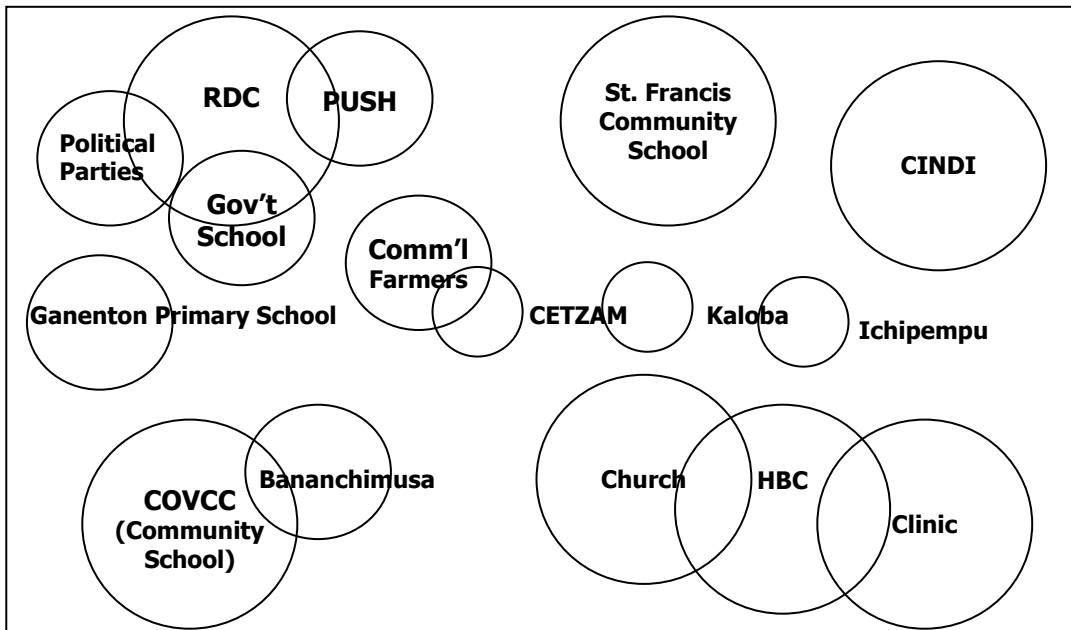 RDC
PUSH
Political
Parties
Gov't
School
St. Francis
Community
School
CINDI
Comm'l
Farmers
Ganenton Primary School
CETZAM
Kaloba
Ichipempu
COVCC
(Community
School)
Bananchimusa
Church
HBC
Clinic